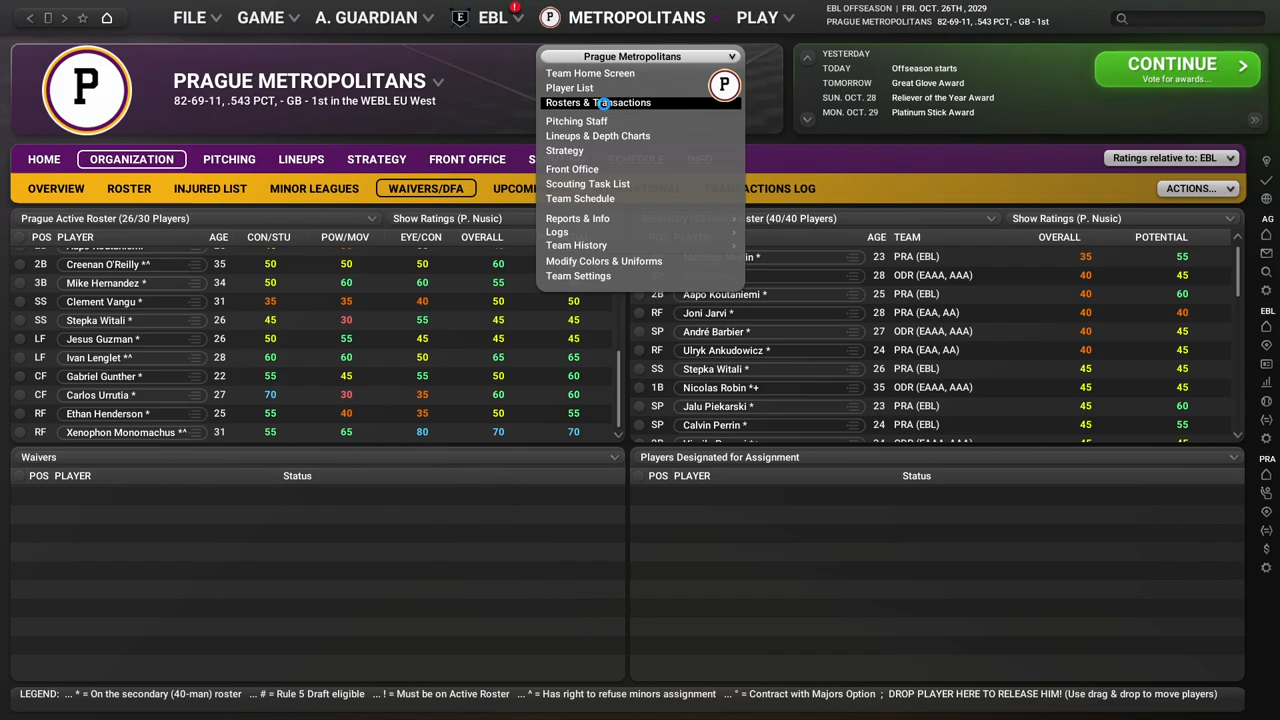 FILE GAME A. GUARDIAN E EBL ! P METROPOLITANS PLAY
EBL OFFSEASON | FRI. OCT. 26TH, 2029
PRAGUE METROPOLITANS 82-69-11, .543 PCT, - GB - 1st
P
PRAGUE METROPOLITANS
82-69-11, .543 PCT, - GB - 1st in the WEBL EU West
Prague Metropolitans
Team Home Screen
Player List
Rosters & Transactions
Pitching Staff
Lineups & Depth Charts
Strategy
Front Office
Scouting Task List
Team Schedule
Reports & Info
Logs
Team History
Modify Colors & Uniforms
Team Settings
P
YESTERDAY
TODAY Offseason starts
TOMORROW Great Glove Award
SUN. OCT. 28 Reliever of the Year Award
MON. OCT. 29 Platinum Stick Award
CONTINUE
Vote for awards...
HOME ORGANIZATION PITCHING LINEUPS STRATEGY FRONT OFFICE SCHEDULE INFO
Ratings relative to: EBL
OVERVIEW ROSTER INJURED LIST MINOR LEAGUES WAIVERS/DFA UPCOM TRANSACTIONS LOG
ACTIONS...
Prague Active Roster (26/30 Players) Show Ratings (P. Nusic)
POS PLAYER AGE CON/STU POW/MOV EYE/CON OVERALL
2B Creenan O'Reilly *^ 35 50 50 50 60
3B Mike Hernandez * 34 50 60 60 55
SS Clement Vangu * 31 35 35 40 50 50
SS Stepka Witali * 26 45 30 55 45 45
LF Jesus Guzman * 26 50 55 45 45 45
LF Ivan Lenglet *^ 28 60 60 50 65 65
CF Gabriel Gunther * 22 55 45 55 50 60
CF Carlos Urrutia * 27 70 30 35 60 60
RF Ethan Henderson * 25 55 40 35 50 55
RF Xenophon Monomachus *^ 31 55 65 80 70 70
Secondary roster (40/40 Players) Show Ratings (P. Nusic)
POS PLAYER AGE TEAM OVERALL POTENTIAL
23 PRA (EBL) 35 55
28 ODR (EAAA, AAA) 40 45
2B Aapo Koutaniemi * 25 PRA (EBL) 40 60
RF Joni Jarvi * 28 PRA (EAA, AA) 40 40
SP André Barbier * 27 ODR (EAAA, AAA) 40 45
RF Ulryk Ankudowicz * 24 PRA (EAA, AA) 40 45
SS Stepka Witali * 26 PRA (EBL) 45 45
1B Nicolas Robin *+ 35 ODR (EAAA, AAA) 45 45
SP Jalu Piekarski * 23 PRA (EBL) 45 60
SP Calvin Perrin * 24 PRA (EBL) 45 55
Waivers
POS PLAYER Status
Players Designated for Assignment
POS PLAYER Status
AG
EBL
PRA
LEGEND: ... * = On the secondary (40-man) roster ... # = Rule 5 Draft eligible ... ! = Must be on Active Roster ... ^ = Has right to refuse minors assignment ... ° = Contract with Majors Option ; DROP PLAYER HERE TO RELEASE HIM! (Use drag & drop to move players)